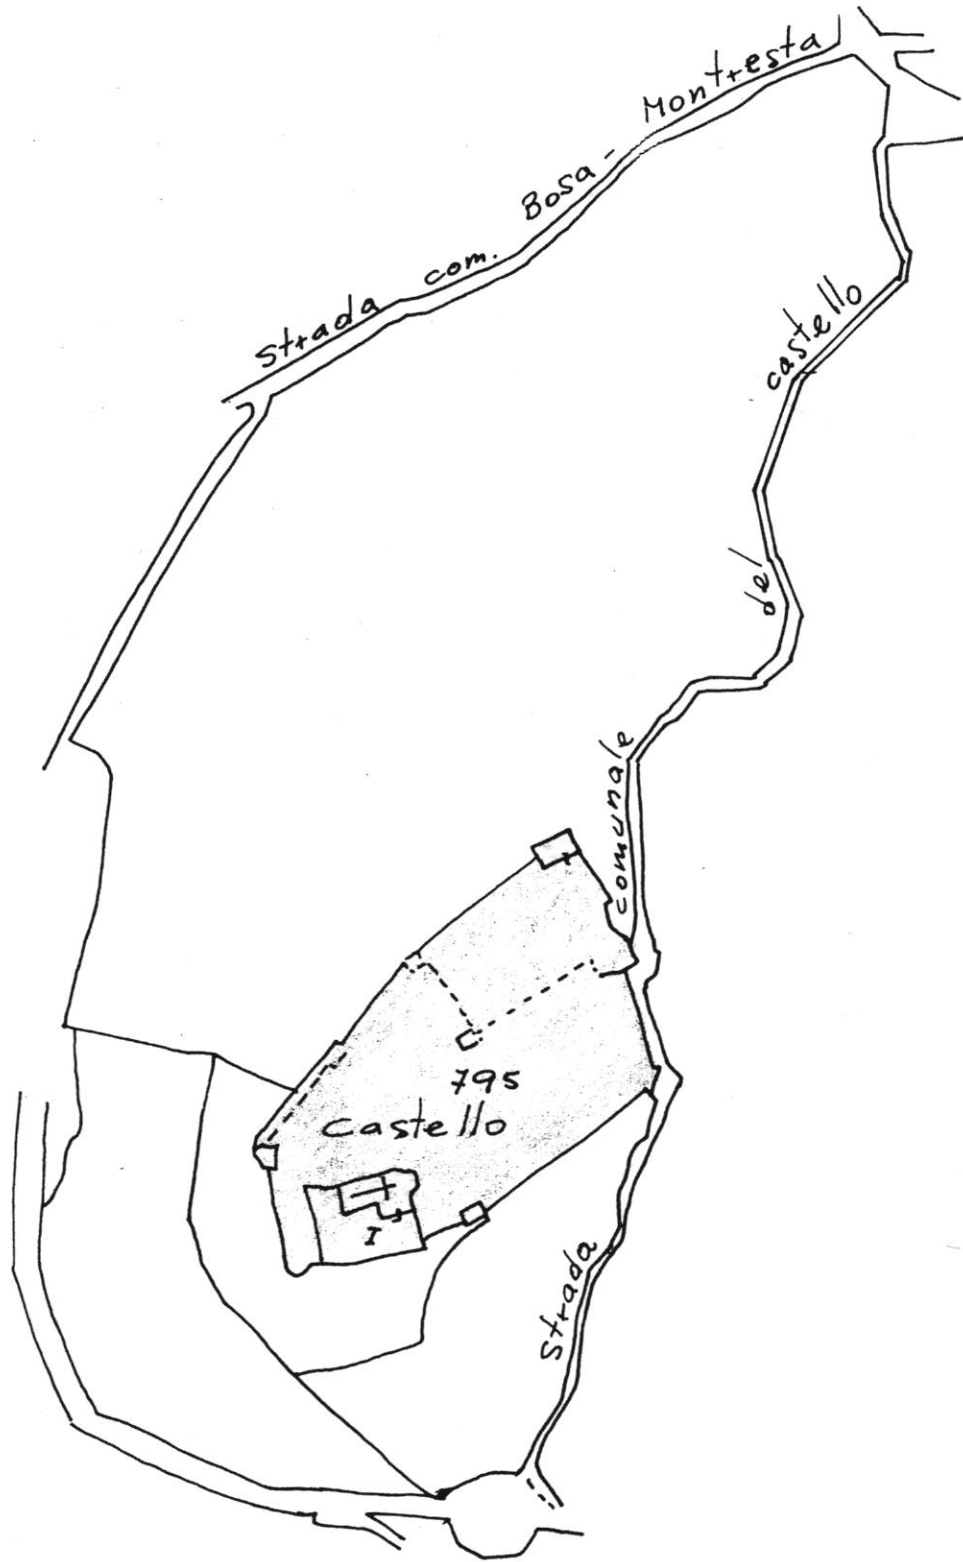 Strada com. Bosa - Montresta
Strada comunale del castello
795
Castello
I